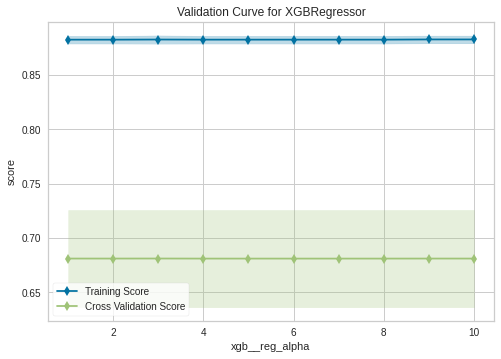 Validation Curve for XGBRegressor
score
0.85
0.80
0.75
0.70
0.65
Training Score
Cross Validation Score
2 4 6 8 10
xgb__reg_alpha